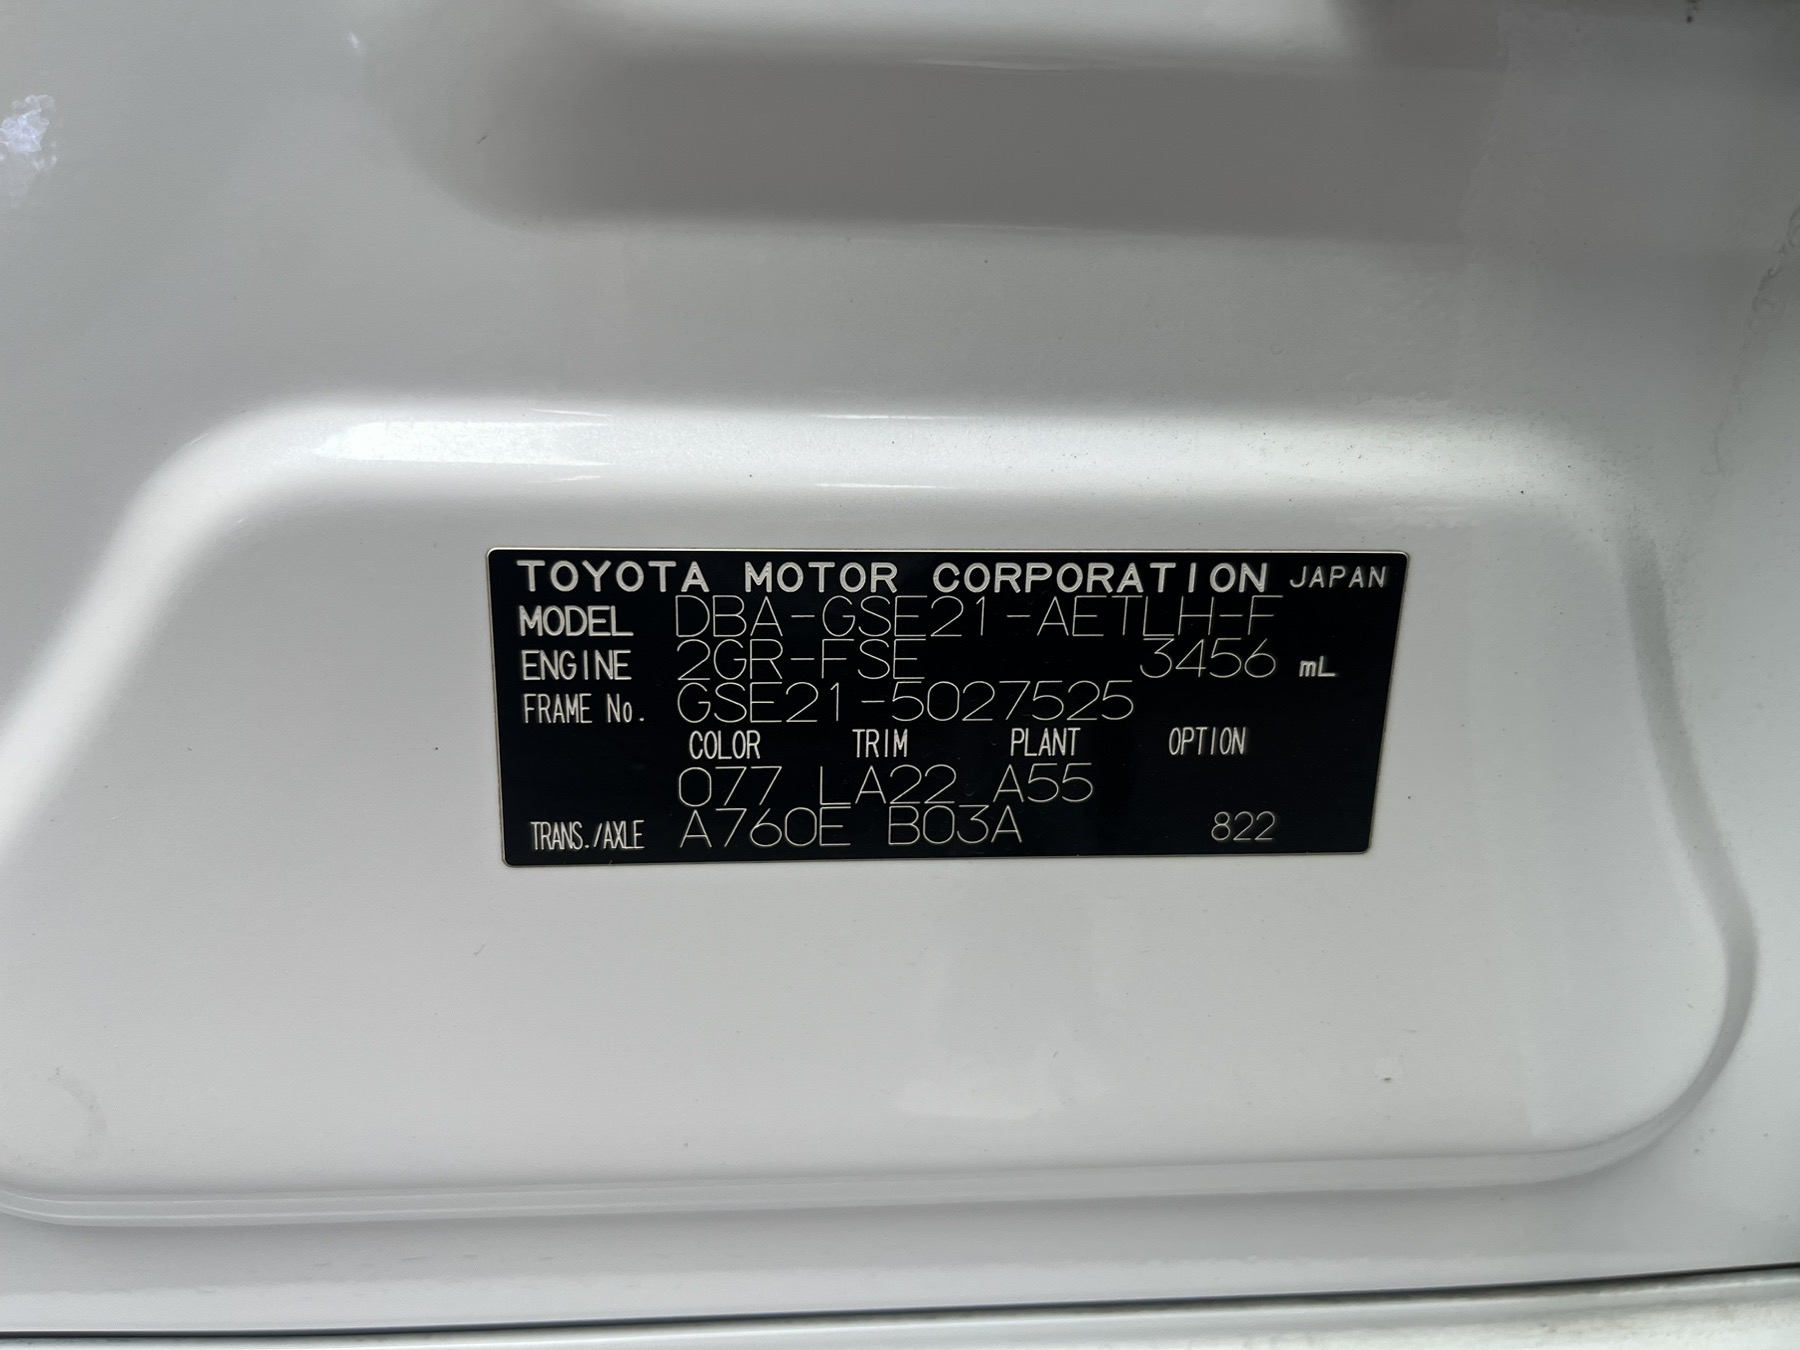 TOYOTA MOTOR CORPORATION JAPAN
MODEL DBA-GSE21-AETLH-F
ENGINE 2GR-FSE 3456 mL
FRAME No. GSE21-5027525
COLOR TRIM PLANT OPTION
077 LA22 A55
TRANS./AXLE A760E B03A 822